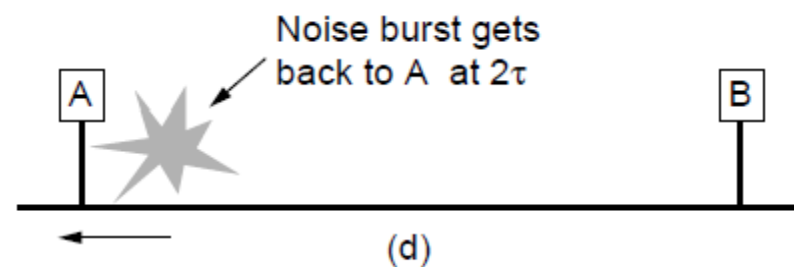 Noise burst gets
back to A at 2τ
A
B
(d)